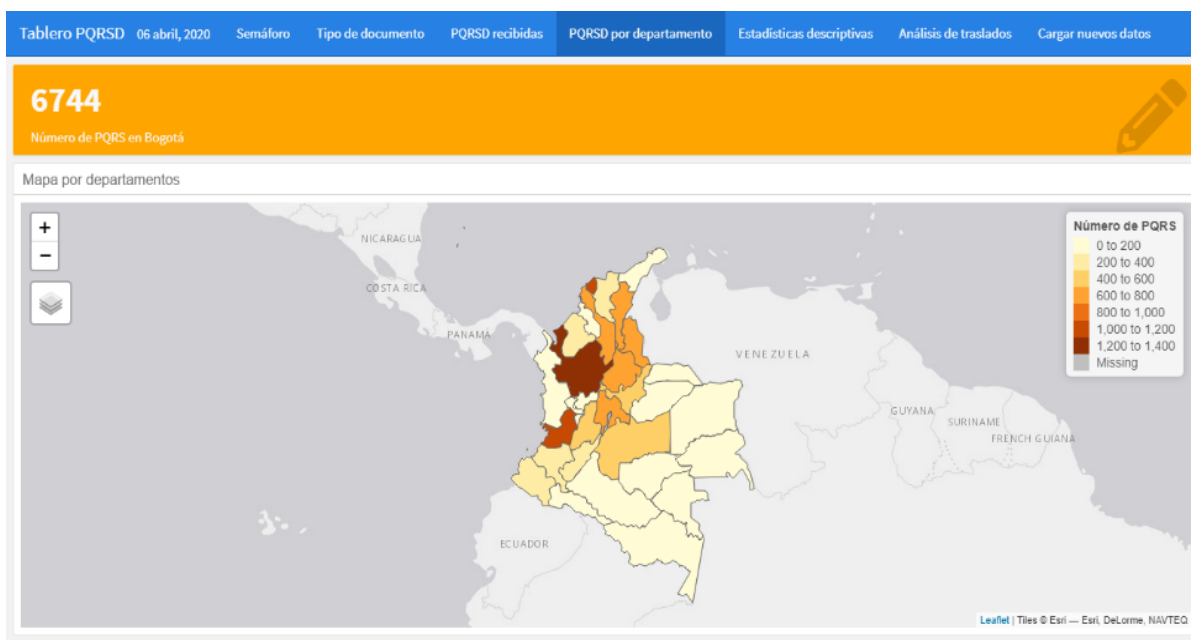 Tablero PQRSD 06 abril, 2020 Semáforo Tipo de documento PQRSD recibidas PQRSD por departamento Estadísticas descriptivas Análisis de traslados Cargar nuevos datos
6744
Número de PQRS en Bogotá
Mapa por departamentos
+
−
Número de PQRS
0 to 200
200 to 400
400 to 600
600 to 800
800 to 1,000
1,000 to 1,200
1,200 to 1,400
Missing
NICARAGUA
COSTA RICA
PANAMA
VENEZUELA
GUYANA
SURINAME
FRENCH GUIANA
ECUADOR
Leaflet | Tiles © Esri — Esri, DeLorme, NAVTEQ